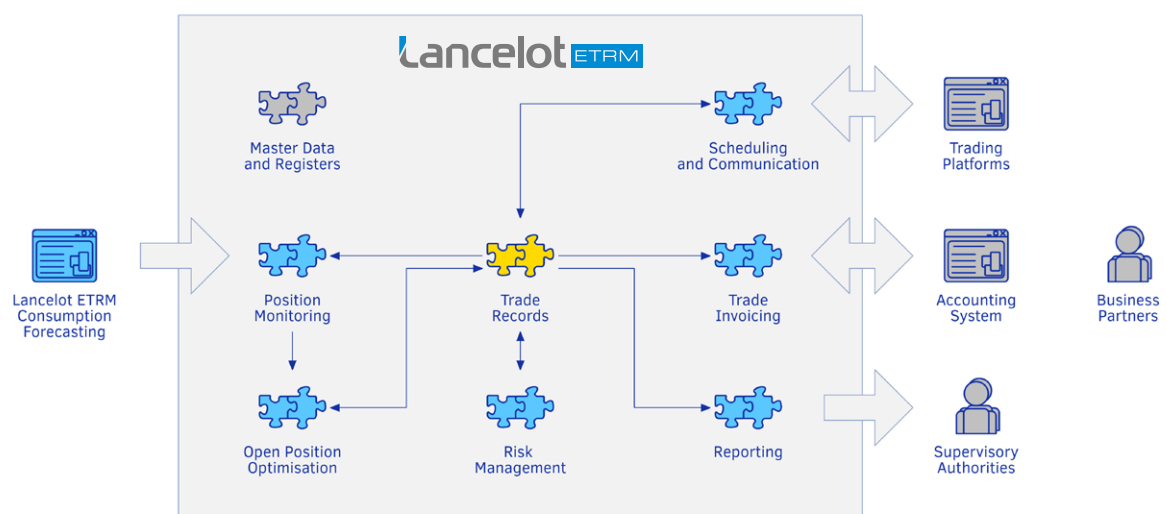 Lancelot ETRM
Master Data
and Registers
Scheduling
and Communication
Trading
Platforms
Lancelot ETRM
Consumption
Forecasting
Position
Monitoring
Trade
Records
Trade
Invoicing
Accounting
System
Business
Partners
Open Position
Optimisation
Risk
Management
Reporting
Supervisory
Authorities